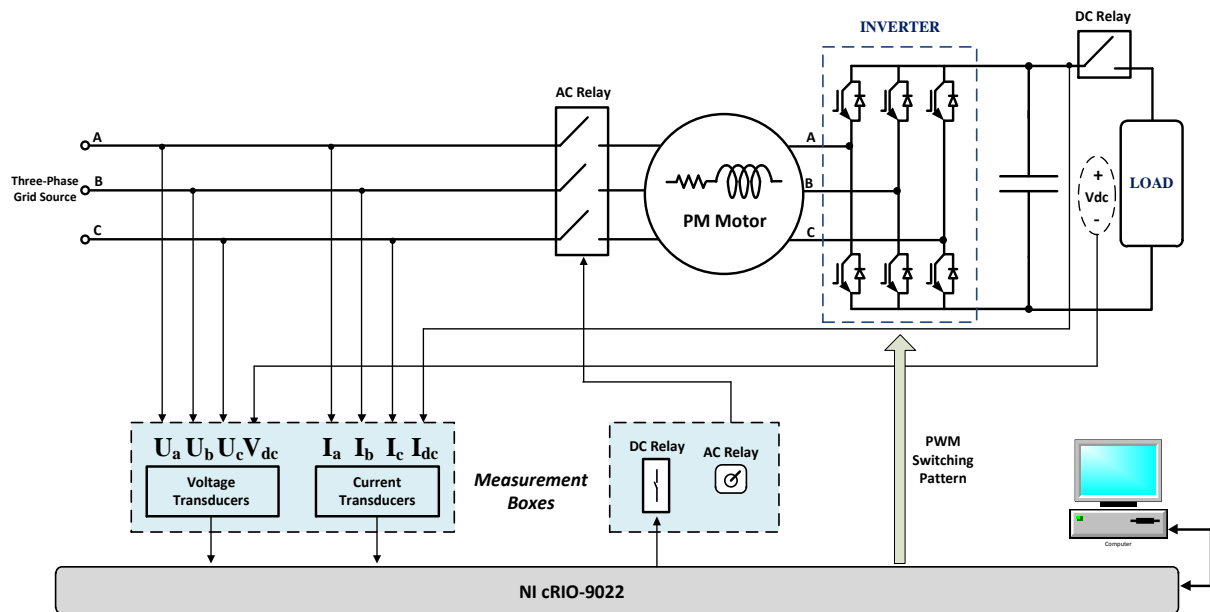 DC Relay
INVERTER
AC Relay
A
Three-Phase
Grid Source
B
C
A
B
C
PM Motor
+
Vdc
-
LOAD
Ua Ub Uc Vdc
Ia Ib Ic Idc
Voltage
Transducers
Current
Transducers
Measurement
Boxes
DC Relay
AC Relay
PWM
Switching
Pattern
Computer
NI cRIO-9022